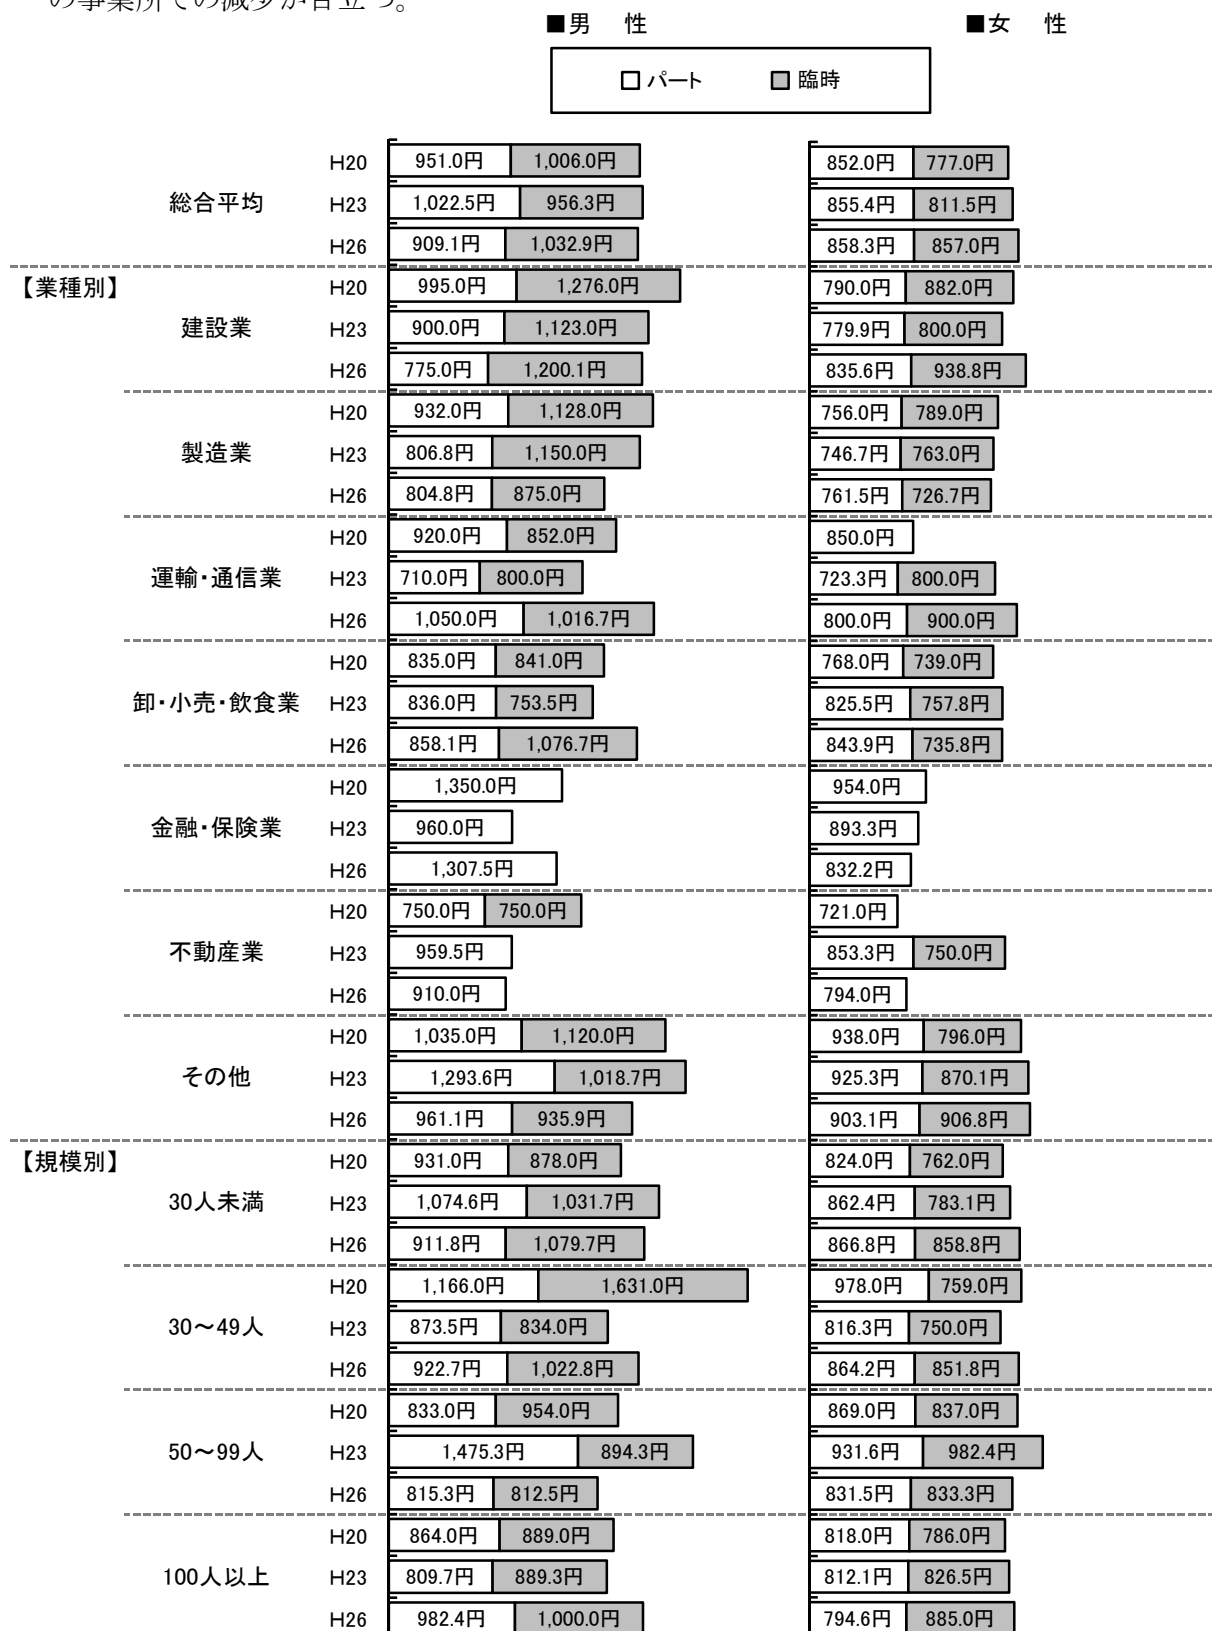 の事業所での減少が目立つ。
■男 性 ■女 性
□パート ■臨時
H20 951.0円 1,006.0円 852.0円 777.0円
総合平均 H23 1,022.5円 956.3円 855.4円 811.5円
H26 909.1円 1,032.9円 858.3円 857.0円
【業種別】 H20 995.0円 1,276.0円 790.0円 882.0円
建設業 H23 900.0円 1,123.0円 779.9円 800.0円
H26 775.0円 1,200.1円 835.6円 938.8円
H20 932.0円 1,128.0円 756.0円 789.0円
製造業 H23 806.8円 1,150.0円 746.7円 763.0円
H26 804.8円 875.0円 761.5円 726.7円
H20 920.0円 852.0円 850.0円
運輸・通信業 H23 710.0円 800.0円 723.3円 800.0円
H26 1,050.0円 1,016.7円 800.0円 900.0円
H20 835.0円 841.0円 768.0円 739.0円
卸・小売・飲食業 H23 836.0円 753.5円 825.5円 757.8円
H26 858.1円 1,076.7円 843.9円 735.8円
H20 1,350.0円 954.0円
金融・保険業 H23 960.0円 893.3円
H26 1,307.5円 832.2円
H20 750.0円 750.0円 721.0円
不動産業 H23 959.5円 853.3円 750.0円
H26 910.0円 794.0円
H20 1,035.0円 1,120.0円 938.0円 796.0円
その他 H23 1,293.6円 1,018.7円 925.3円 870.1円
H26 961.1円 935.9円 903.1円 906.8円
【規模別】 H20 931.0円 878.0円 824.0円 762.0円
30人未満 H23 1,074.6円 1,031.7円 862.4円 783.1円
H26 911.8円 1,079.7円 866.8円 858.8円
H20 1,166.0円 1,631.0円 978.0円 759.0円
30～49人 H23 873.5円 834.0円 816.3円 750.0円
H26 922.7円 1,022.8円 864.2円 851.8円
H20 833.0円 954.0円 869.0円 837.0円
50～99人 H23 1,475.3円 894.3円 931.6円 982.4円
H26 815.3円 812.5円 831.5円 833.3円
H20 864.0円 889.0円 818.0円 786.0円
100人以上 H23 809.7円 889.3円 812.1円 826.5円
H26 982.4円 1,000.0円 794.6円 885.0円